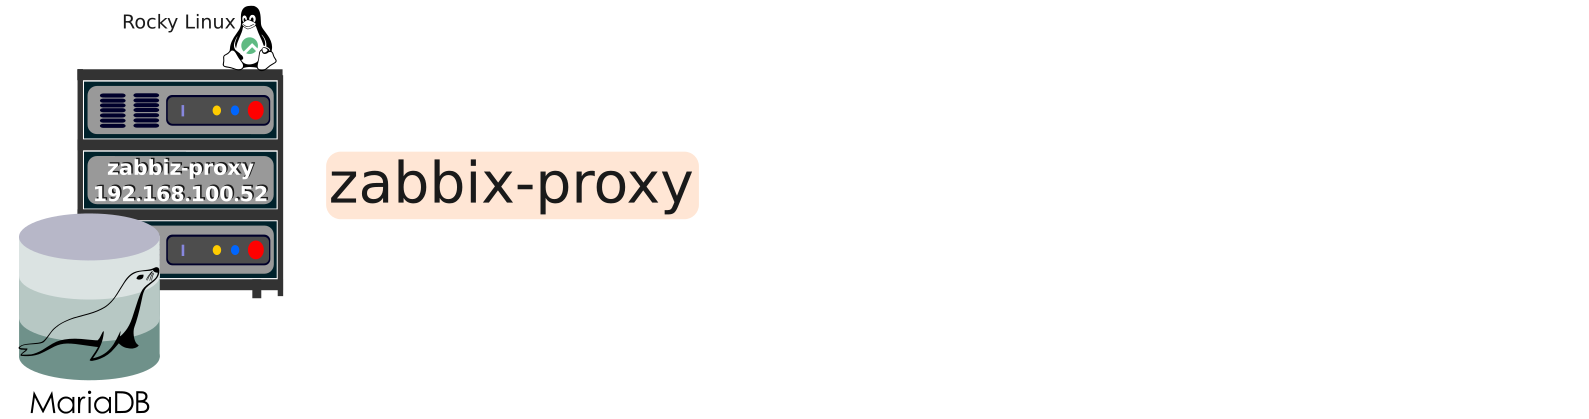 Rocky Linux
zabbiz-proxy
192.168.100.52
zabbix-proxy
MariaDB